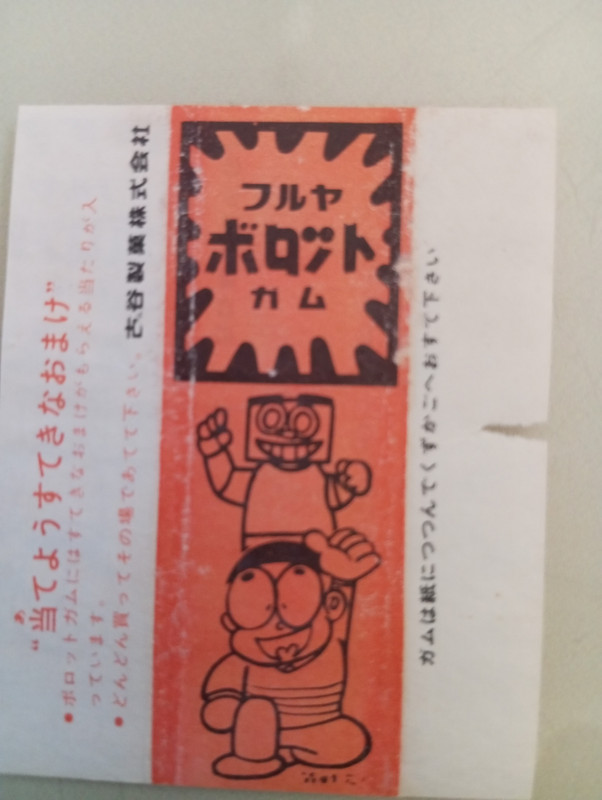 フルヤ
ボロット
ガム
古谷製菓株式会社
"当てようすてきなおまけ"
あ
●ボロットガムにはすてきなおまけがもらえる当たりが入
っています。
●どんどん買ってその場であてて下さい。
ガムは紙につつんでくずかごへおすて下さい